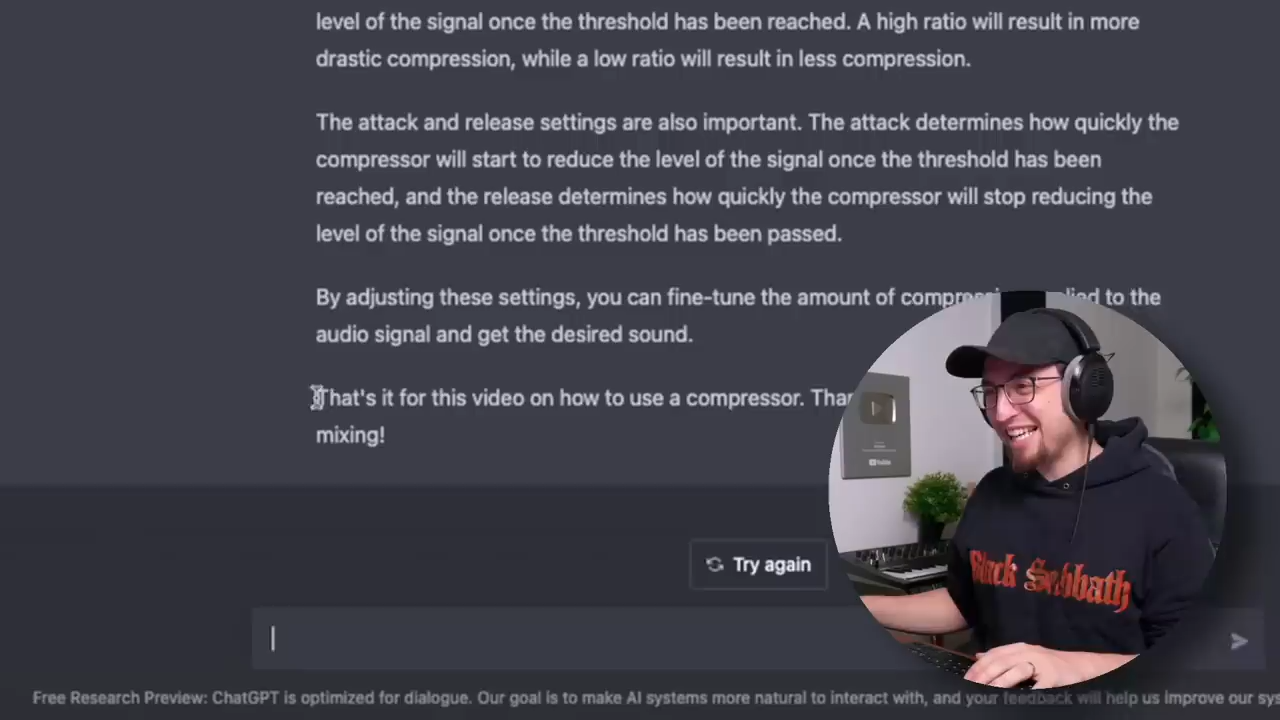 level of the signal once the threshold has been reached. A high ratio will result in more
drastic compression, while a low ratio will result in less compression.
The attack and release settings are also important. The attack determines how quickly the
compressor will start to reduce the level of the signal once the threshold has been
reached, and the release determines how quickly the compressor will stop reducing the
level of the signal once the threshold has been passed.
By adjusting these settings, you can fine-tune the amount of to the
audio signal and get the desired sound.
That's it for this video on how to use a compressor.
mixing!
Try again
Black Sabbath
Free Research Preview: ChatGPT is optimized for dialogue. Our goal is to make AI systems more natural to interact with, and your feedback will help us improve our